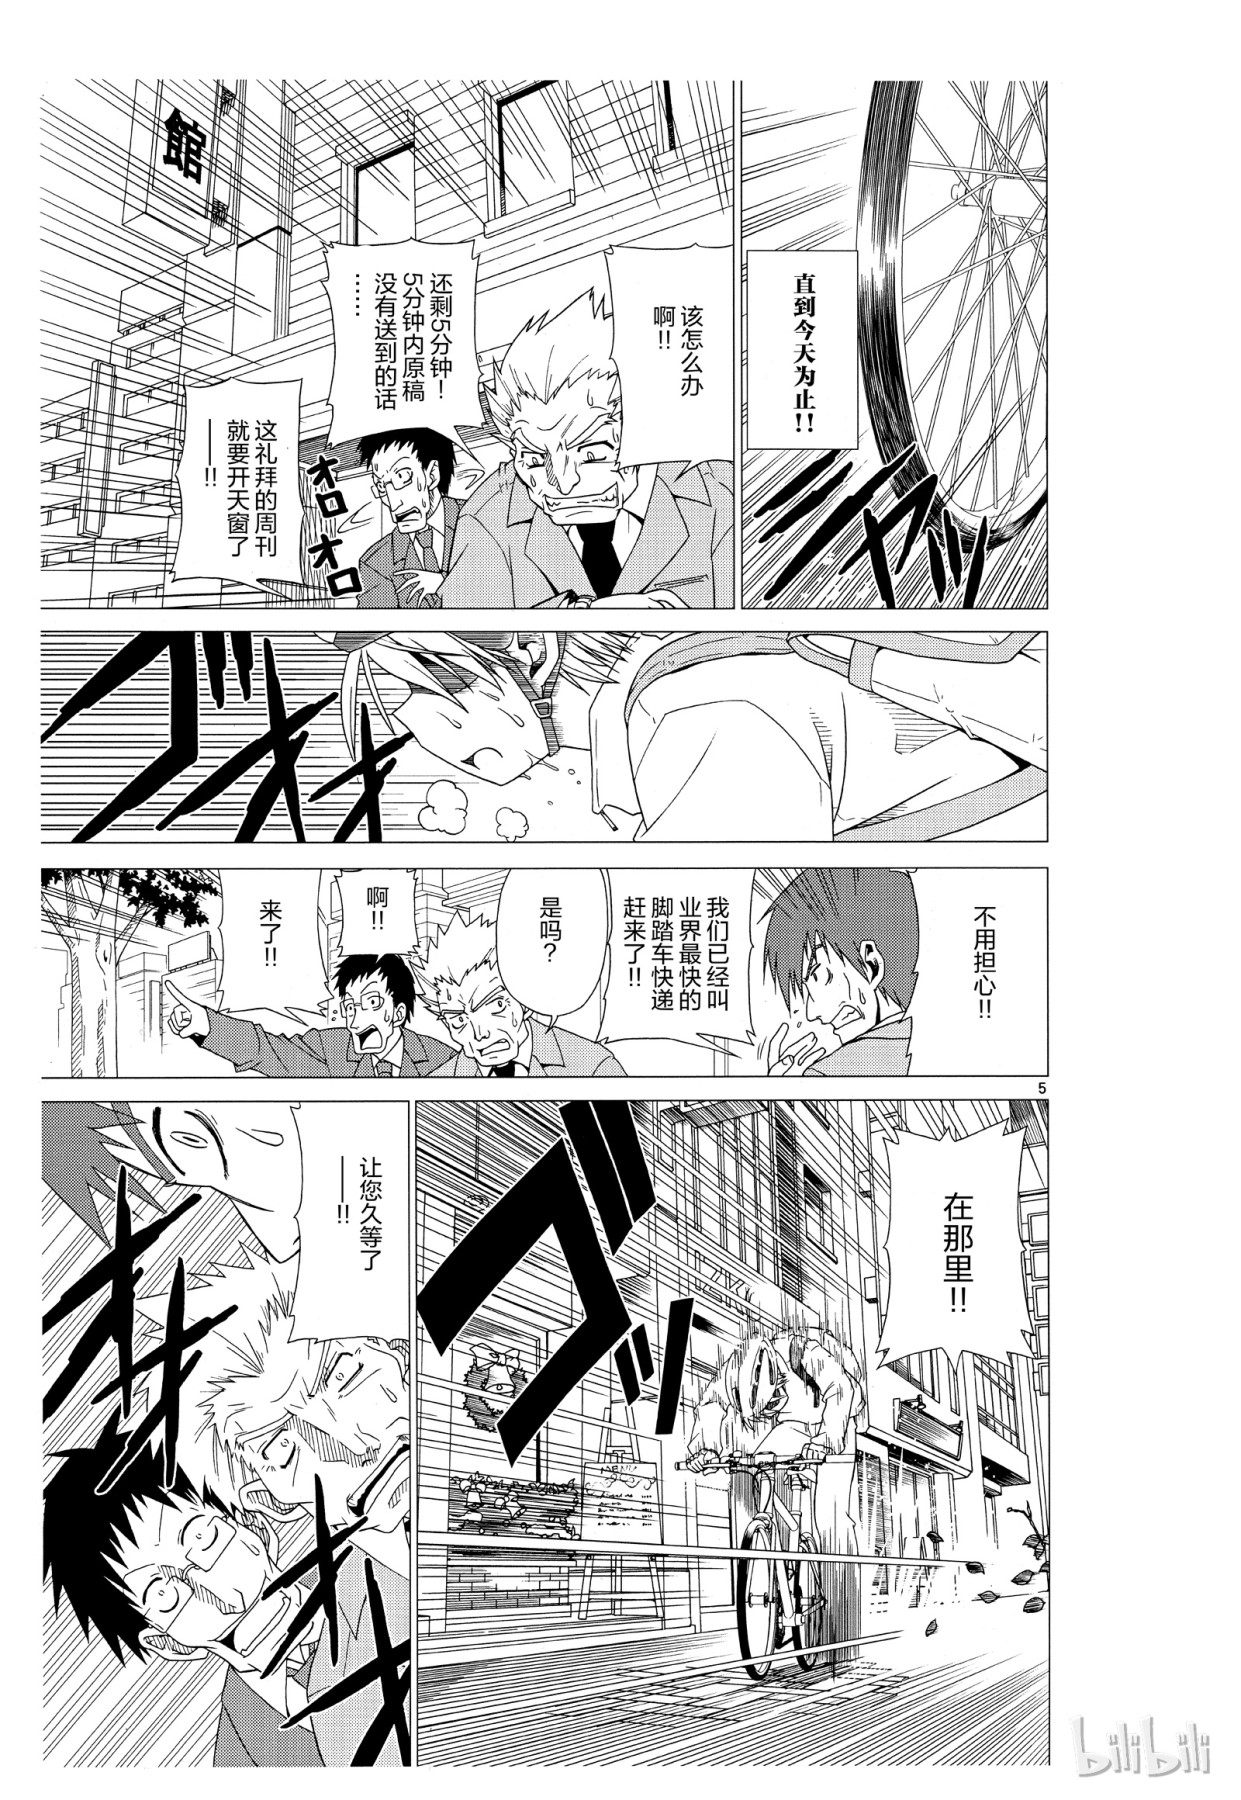 直到今天为止!!
该怎么办
啊!!
还剩5分钟!
5分钟内原稿
没有送到的话
……
这礼拜的周刊
就要开天窗了
——!!
館
オロ
オロ
不用担心!!
我们已经叫
业界最快的
脚踏车快递
赶来了!!
是吗?
啊!!
来了!!
5
在那里!!
MENU
让您久等了
——!!
bilibili